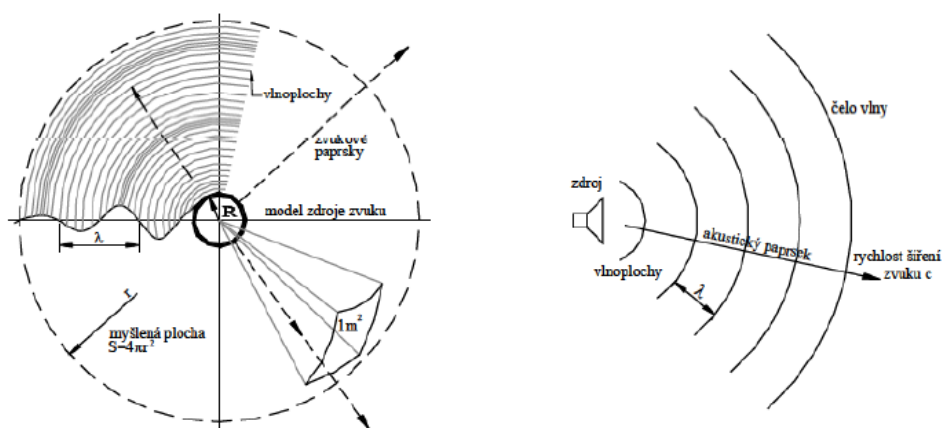 vlnoplochy
zvukové
paprsky
R
model zdroje zvuku
λ
r
myšlená plocha
S=4πr²
1m²
čelo vlny
zdroj
akustický paprsek
rychlost šíření
zvuku c
vlnoplochy
λ